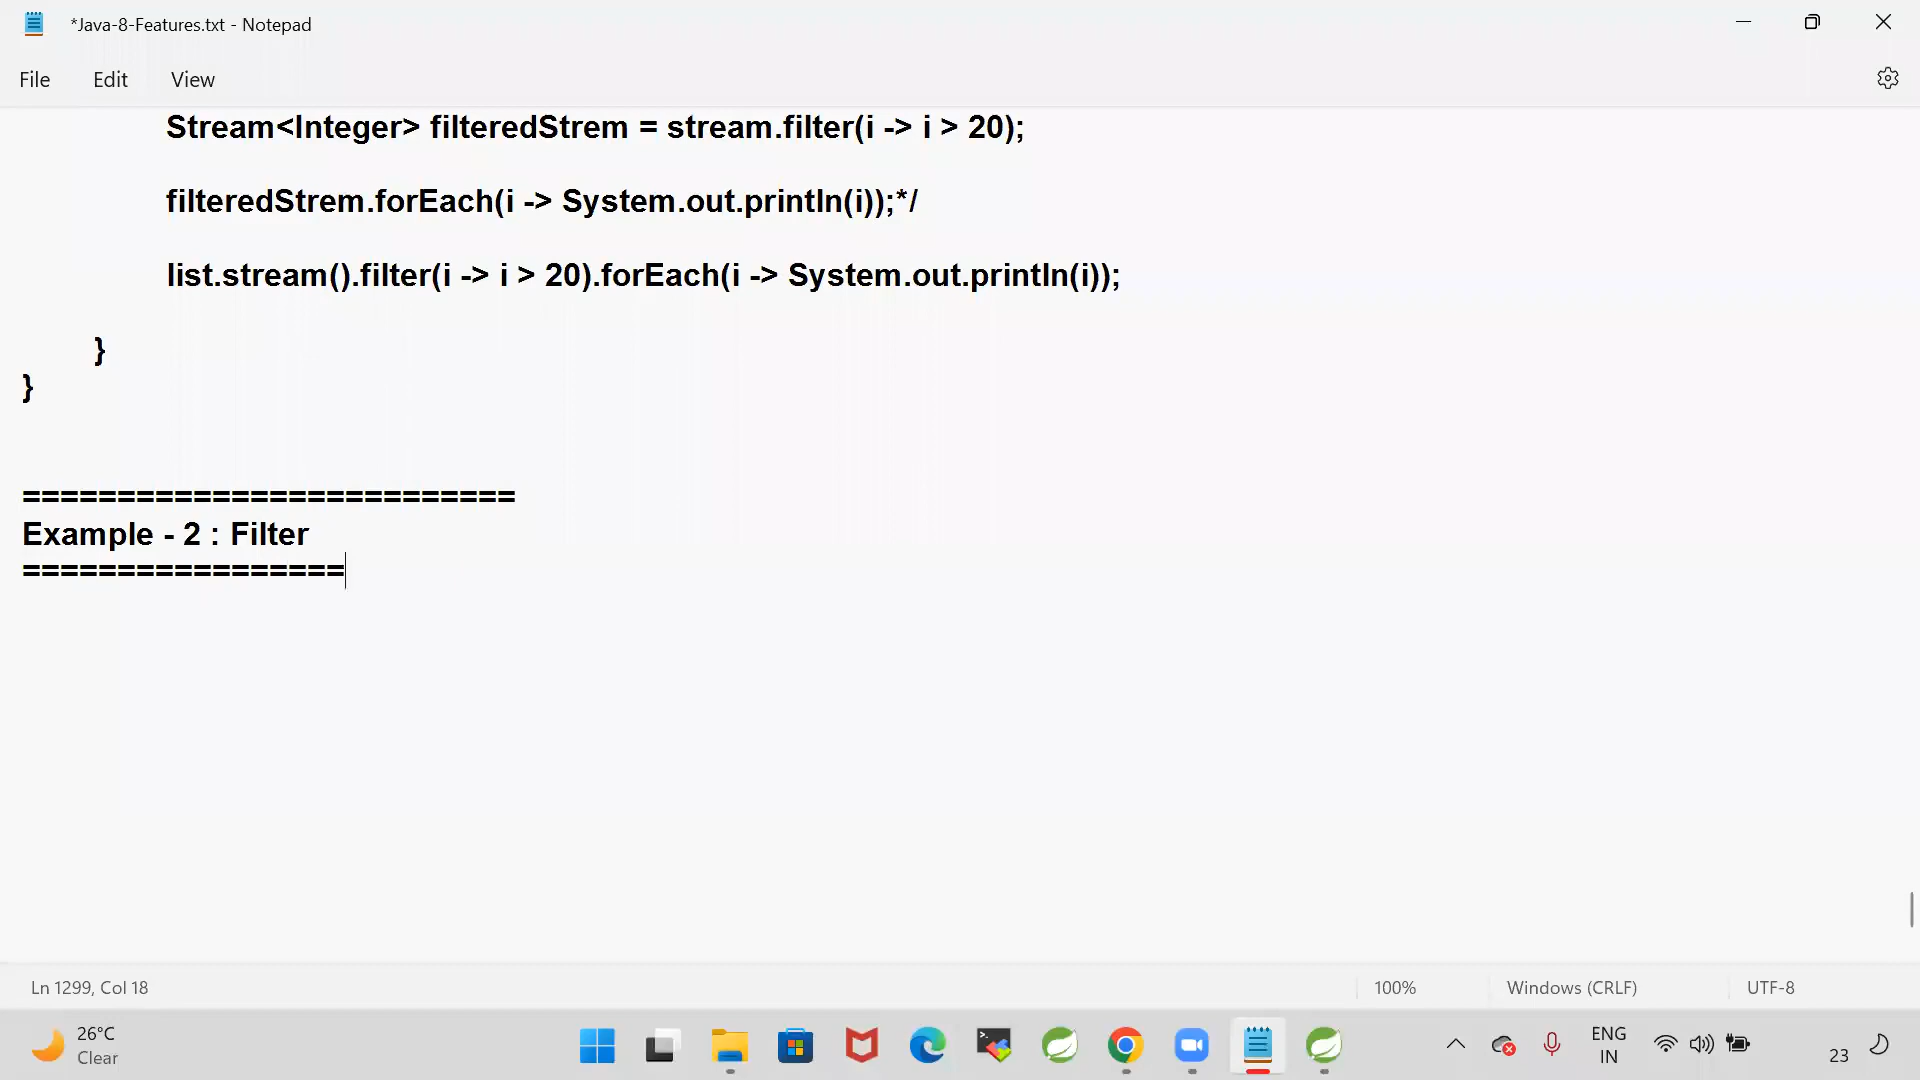 *Java-8-Features.txt - Notepad
File Edit View
Stream<Integer> filteredStrem = stream.filter(i -> i > 20);
filteredStrem.forEach(i -> System.out.println(i));*/
list.stream().filter(i -> i > 20).forEach(i -> System.out.println(i));
}
}
==========================
Example - 2 : Filter
=================
Ln 1299, Col 18 100% Windows (CRLF) UTF-8
26°C
Clear
ENG
IN
23